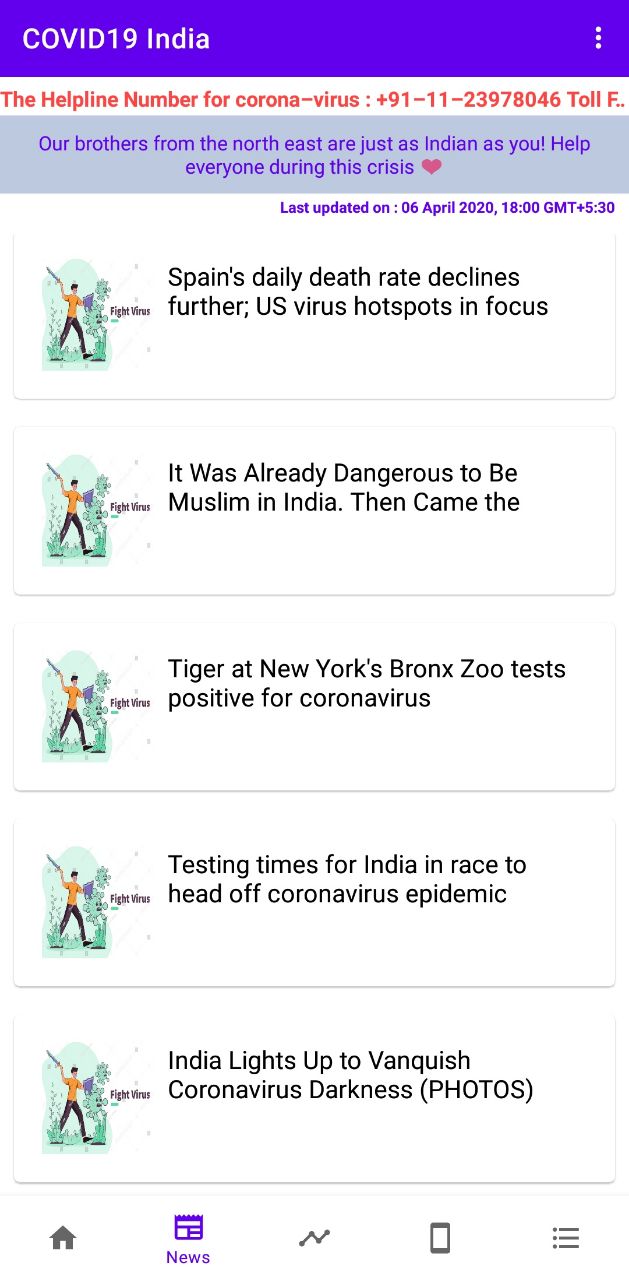 COVID19 India
The Helpline Number for corona–virus : +91–11–23978046 Toll F..
Our brothers from the north east are just as Indian as you! Help
everyone during this crisis
Last updated on : 06 April 2020, 18:00 GMT+5:30
Fight Virus
Spain's daily death rate declines
further; US virus hotspots in focus
Fight Virus
It Was Already Dangerous to Be
Muslim in India. Then Came the
Fight Virus
Tiger at New York's Bronx Zoo tests
positive for coronavirus
Fight Virus
Testing times for India in race to
head off coronavirus epidemic
Fight Virus
India Lights Up to Vanquish
Coronavirus Darkness (PHOTOS)
News